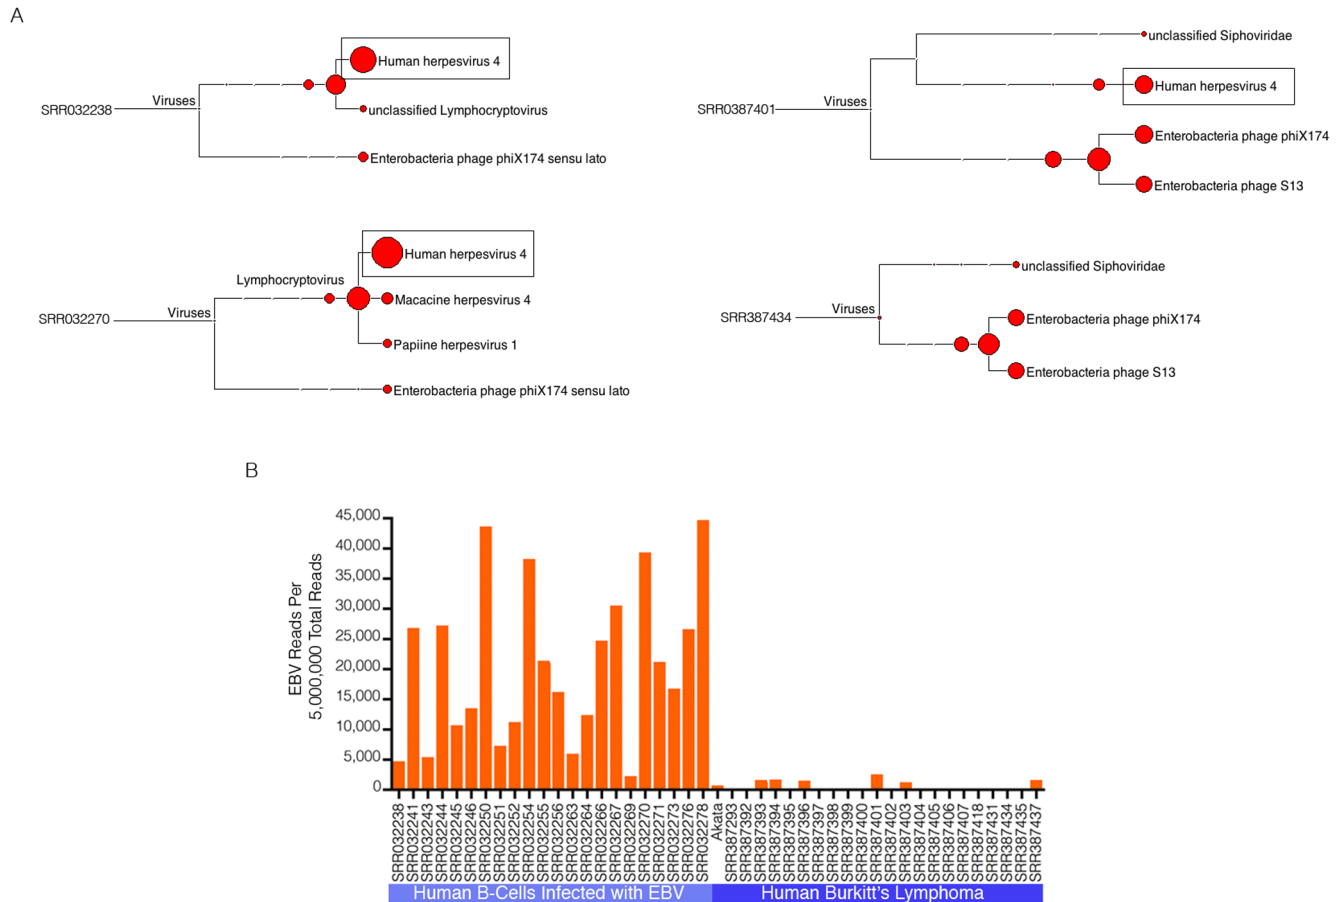 A
Human herpesvirus 4
Viruses
SRR032238
unclassified Lymphocryptovirus
Enterobacteria phage phiX174 sensu lato
unclassified Siphoviridae
Human herpesvirus 4
Viruses
SRR0387401
Enterobacteria phage phiX174
Enterobacteria phage S13
Human herpesvirus 4
Lymphocryptovirus
Macacine herpesvirus 4
Viruses
SRR032270
Papiine herpesvirus 1
Enterobacteria phage phiX174 sensu lato
unclassified Siphoviridae
Viruses
SRR387434
Enterobacteria phage phiX174
Enterobacteria phage S13
B
EBV Reads Per
5,000,000 Total Reads
45,000
40,000
35,000
30,000
25,000
20,000
15,000
10,000
5,000
0
SRR032238
SRR032241
SRR032243
SRR032244
SRR032245
SRR032246
SRR032250
SRR032251
SRR032252
SRR032254
SRR032255
SRR032256
SRR032263
SRR032264
SRR032266
SRR032267
SRR032269
SRR032270
SRR032271
SRR032273
SRR032276
SRR032278
Akata
SRR387293
SRR387392
SRR387393
SRR387394
SRR387395
SRR387396
SRR387397
SRR387398
SRR387399
SRR387400
SRR387401
SRR387402
SRR387403
SRR387404
SRR387405
SRR387406
SRR387407
SRR387418
SRR387431
SRR387434
SRR387435
SRR387437
Human B-Cells Infected with EBV
Human Burkitt's Lymphoma